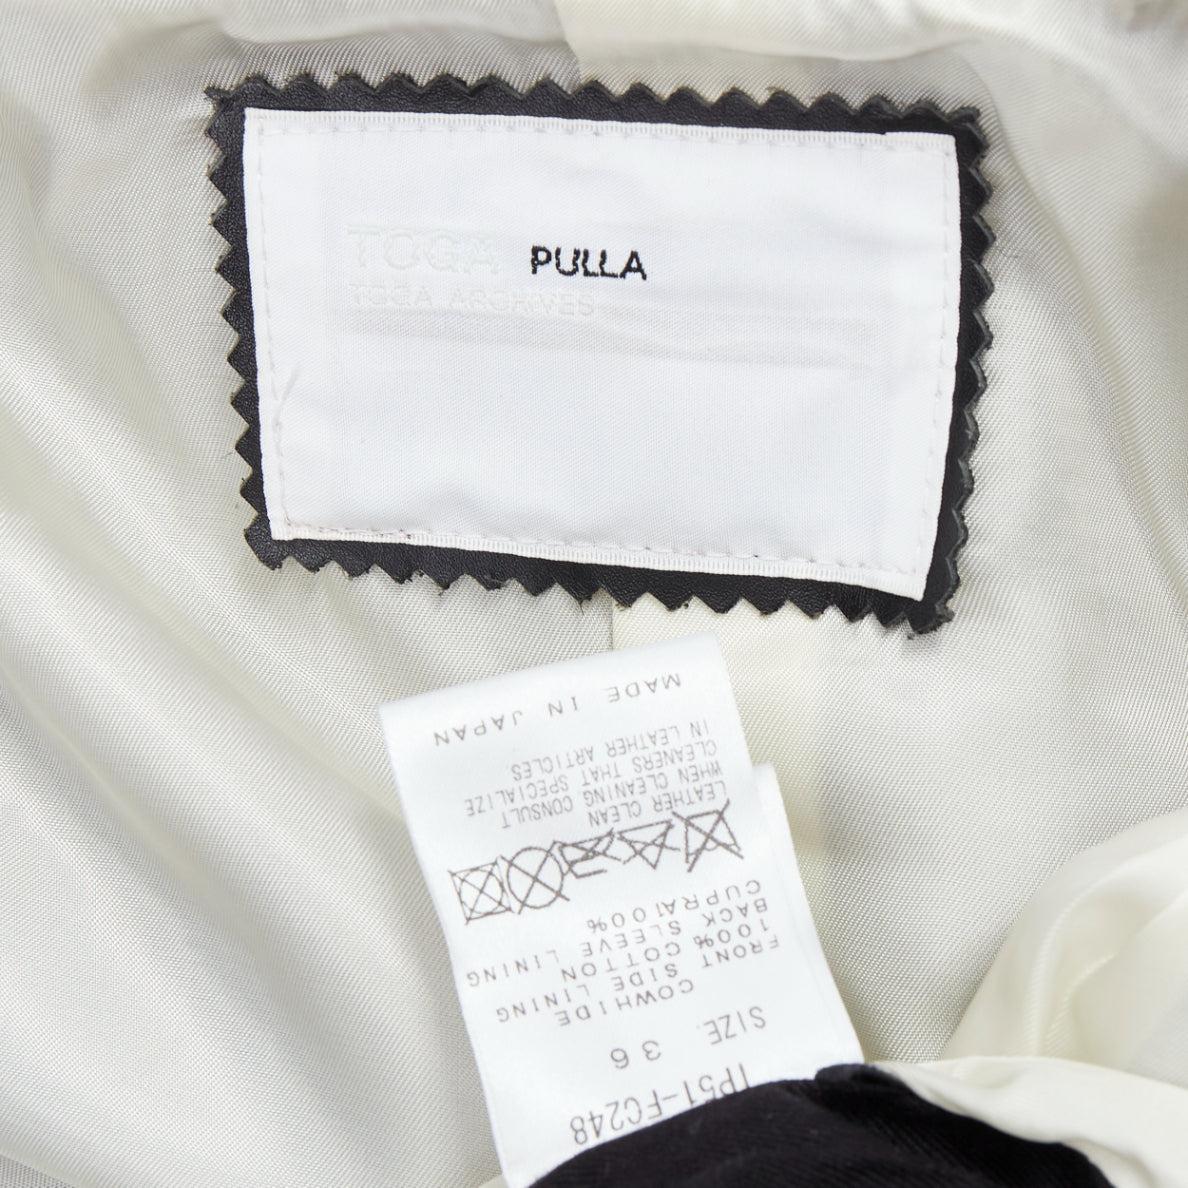 TOGA PULLA
TOGA ARCHIVES
TP51-FC248
SIZE. 36
COWHIDE
FRONT SIDE LINING
100% COTTON
BACK SLEEVE LINING
CUPRA100%
LEATHER CLEAN
WHEN CLEANING CONSULT
CLEANERS THAT SPECIALIZE
IN LEATHER ARTICLES
MADE IN JAPAN